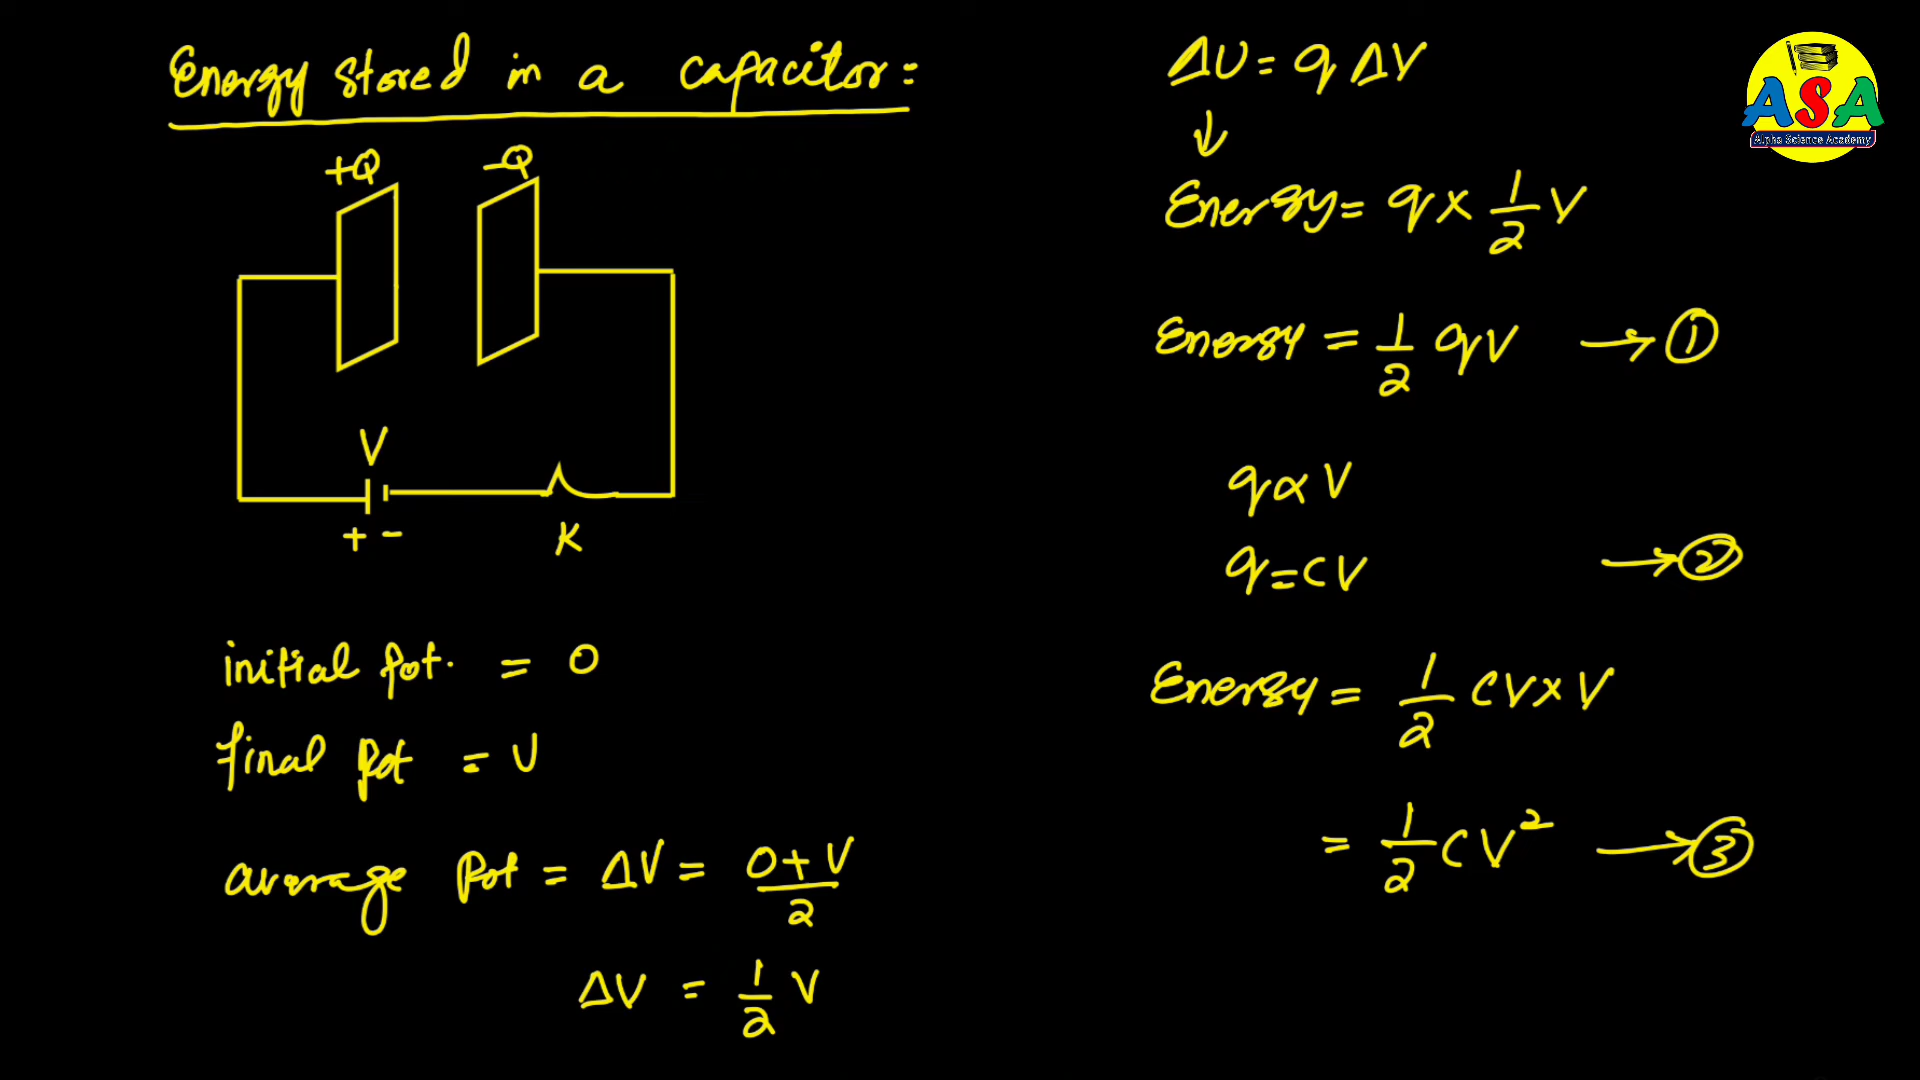 Energy stored in a capacitor:
+Q -Q
V
+ -
K
initial pot. = 0
final pot = V
average pot = ΔV = 0+V/2
ΔV = 1/2 V
ΔU = q ΔV
↓
Energy = q x 1/2 V
Energy = 1/2 qV → ①
q ∝ V
q = CV → ②
Energy = 1/2 CV x V
= 1/2 CV² → ③
ASA
Alpha Science Academy